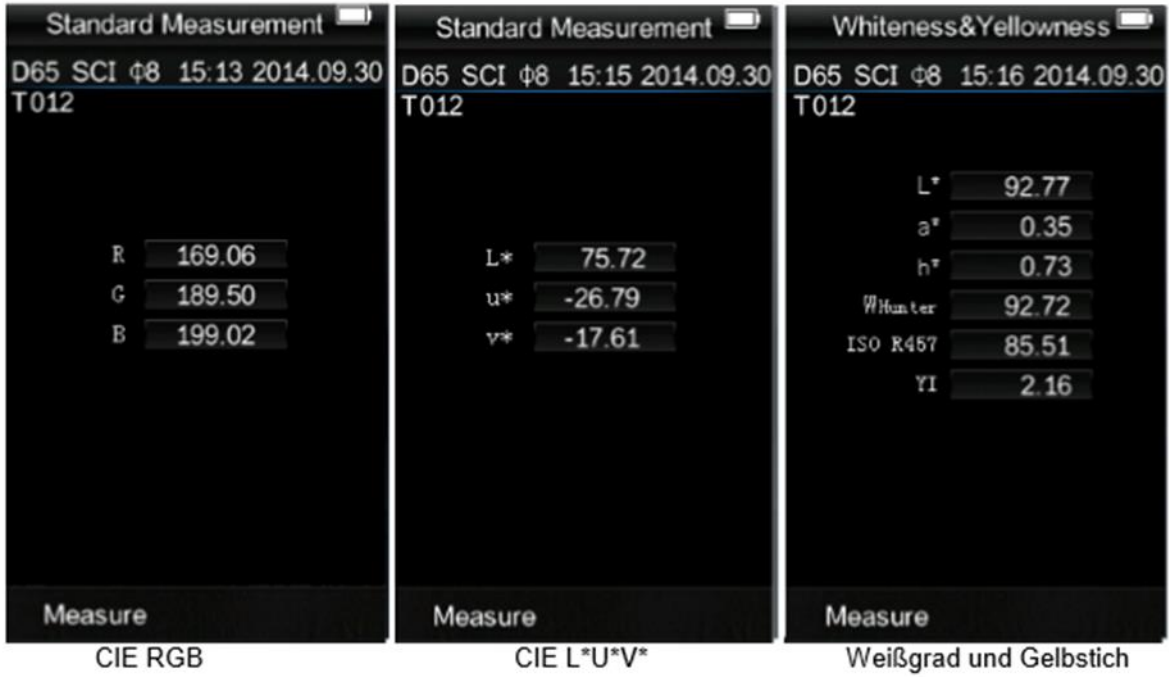 Standard Measurement
D65 SCI Φ8 15:13 2014.09.30
T012
R 169.06
G 189.50
B 199.02
Measure
CIE RGB
Standard Measurement
D65 SCI Φ8 15:15 2014.09.30
T012
L* 75.72
u* -26.79
v* -17.61
Measure
CIE L*U*V*
Whiteness&Yellowness
D65 SCI Φ8 15:16 2014.09.30
T012
L* 92.77
a* 0.35
h* 0.73
WHunter 92.72
ISO R457 85.51
YI 2.16
Measure
Weißgrad und Gelbstich